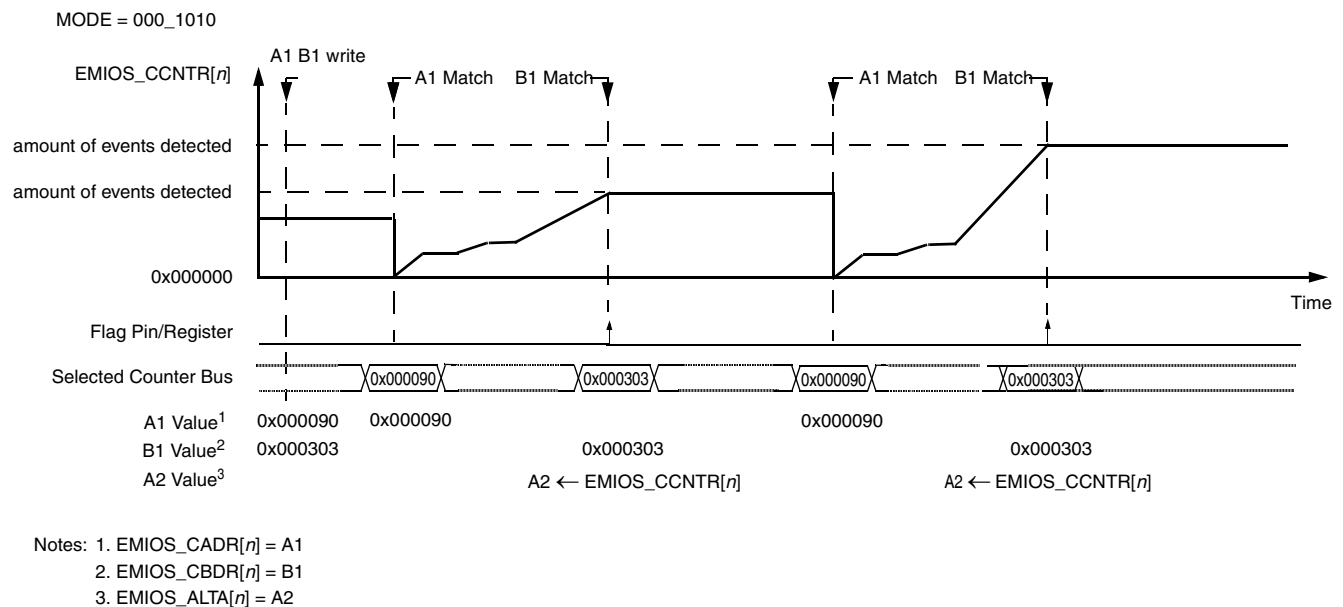 MODE = 000_1010
A1 B1 write
EMIOS_CCNTR[n]
A1 Match B1 Match A1 Match B1 Match
amount of events detected
amount of events detected
0x000000
Time
Flag Pin/Register
Selected Counter Bus 0x000090 0x000303 0x000090 0x000303
A1 Value1 0x000090 0x000090 0x000090
B1 Value2 0x000303 0x000303 0x000303
A2 Value3 A2 ← EMIOS_CCNTR[n] A2 ← EMIOS_CCNTR[n]
Notes: 1. EMIOS_CADR[n] = A1
2. EMIOS_CBDR[n] = B1
3. EMIOS_ALTA[n] = A2